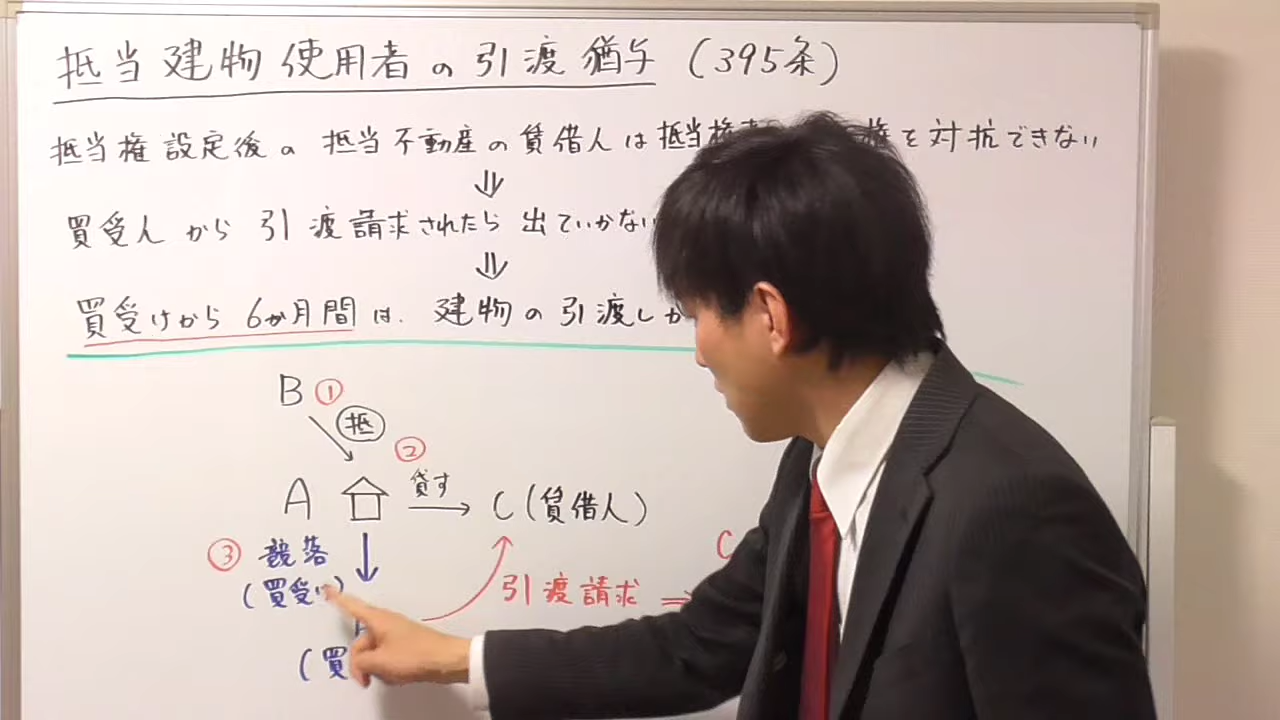 抵当建物使用者の引渡猶予(395条)
抵当権設定後の抵当不動産の賃借人は抵当権 権を対抗できない
⇓
買受人から引渡請求されたら出ていかない
⇓
買受けから6か月間は、建物の引渡しか
B ①
抵
②
A 貸す C(賃借人)
③ 競落
(買受け)
引渡請求 ⇒ C
(買